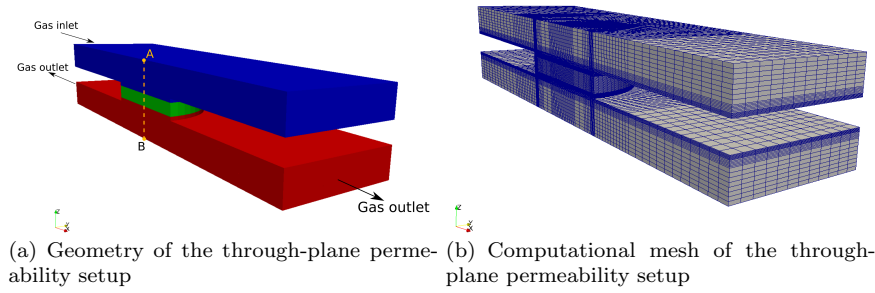 Gas inlet
A
Gas outlet
B
Gas outlet
Z
Y
X
Z
Y
X
(a) Geometry of the through-plane perme-
ability setup
(b) Computational mesh of the through-
plane permeability setup